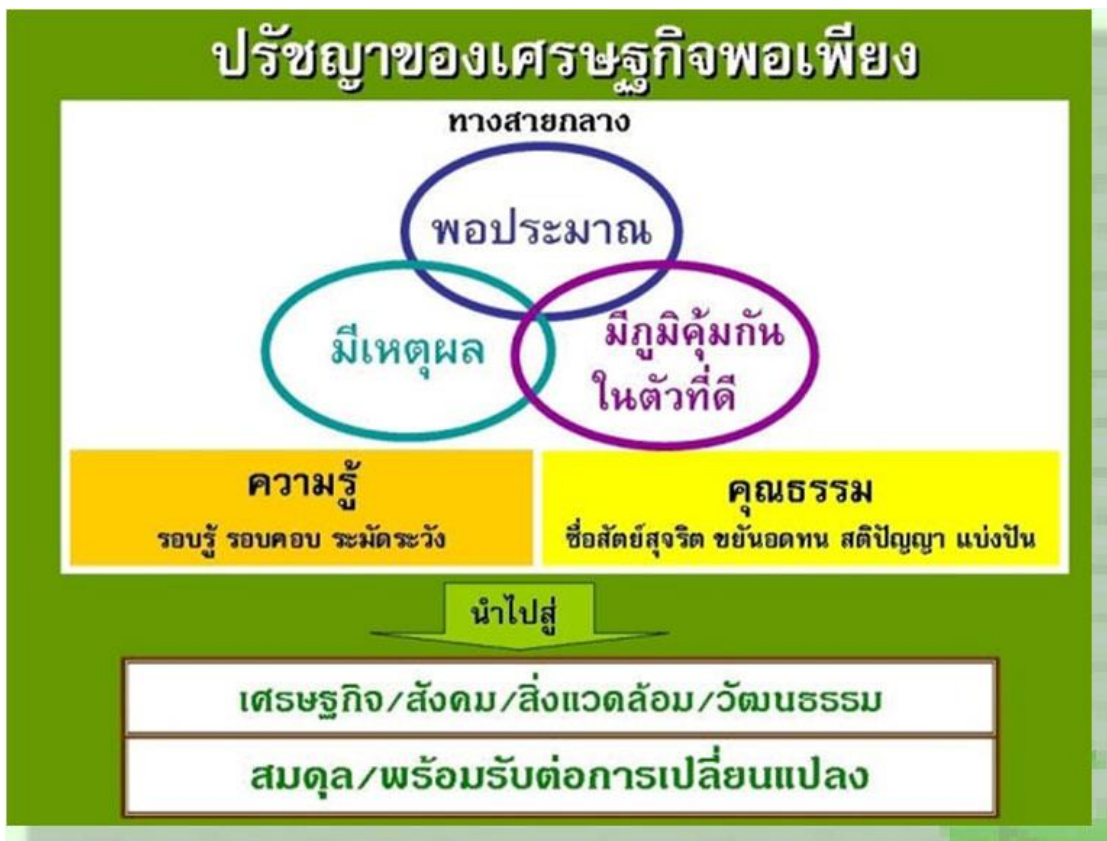 ปรัชญาของเศรษฐกิจพอเพียง
ทางสายกลาง
พอประมาณ
มีเหตุผล
มีภูมิคุ้มกัน
ในตัวที่ดี
ความรู้
รอบรู้ รอบคอบ ระมัดระวัง
คุณธรรม
ซื่อสัตย์สุจริต ขยันอดทน สติปัญญา แบ่งปัน
นำไปสู่
เศรษฐกิจ/สังคม/สิ่งแวดล้อม/วัฒนธรรม
สมดุล/พร้อมรับต่อการเปลี่ยนแปลง